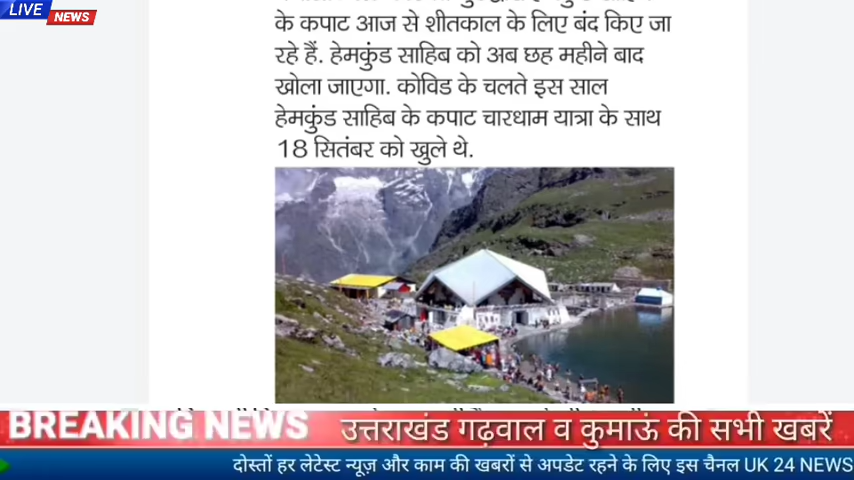 LIVE
NEWS
के कपाट आज से शीतकाल के लिए बंद किए जा
रहे हैं. हेमकुंड साहिब को अब छह महीने बाद
खोला जाएगा. कोविड के चलते इस साल
हेमकुंड साहिब के कपाट चारधाम यात्रा के साथ
18 सितंबर को खुले थे.
BREAKING NEWS
उत्तराखंड गढ़वाल व कुमाऊं की सभी खबरें
दोस्तों हर लेटेस्ट न्यूज़ और काम की खबरों से अपडेट रहने के लिए इस चैनल UK 24 NEWS